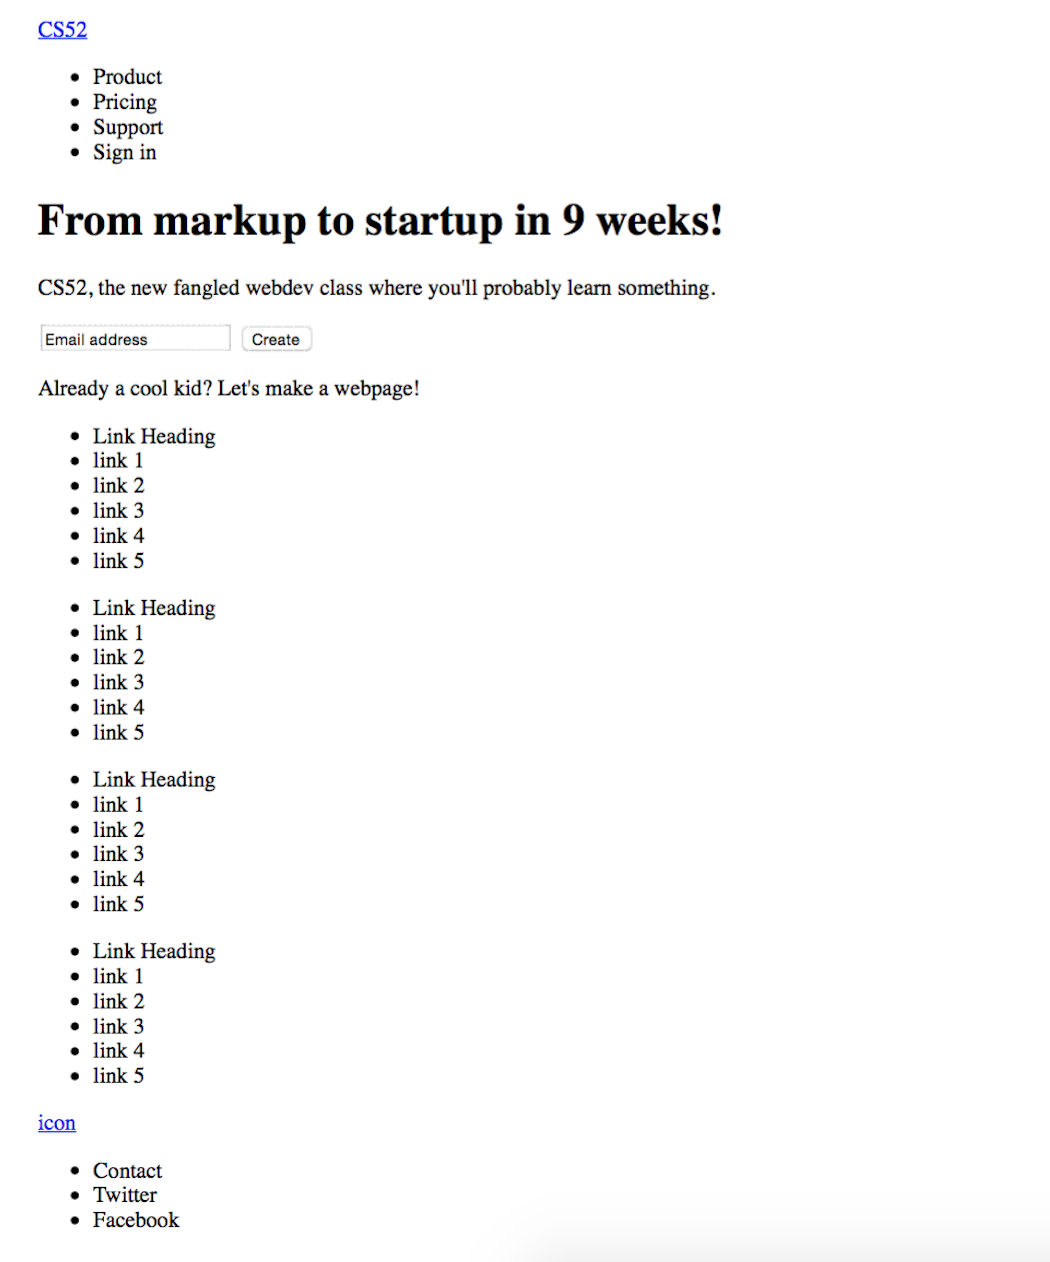 CS52
Product
Pricing
Support
Sign in
From markup to startup in 9 weeks!
CS52, the new fangled webdev class where you'll probably learn something.
Email address Create
Already a cool kid? Let's make a webpage!
Link Heading
link 1
link 2
link 3
link 4
link 5
Link Heading
link 1
link 2
link 3
link 4
link 5
Link Heading
link 1
link 2
link 3
link 4
link 5
Link Heading
link 1
link 2
link 3
link 4
link 5
icon
Contact
Twitter
Facebook